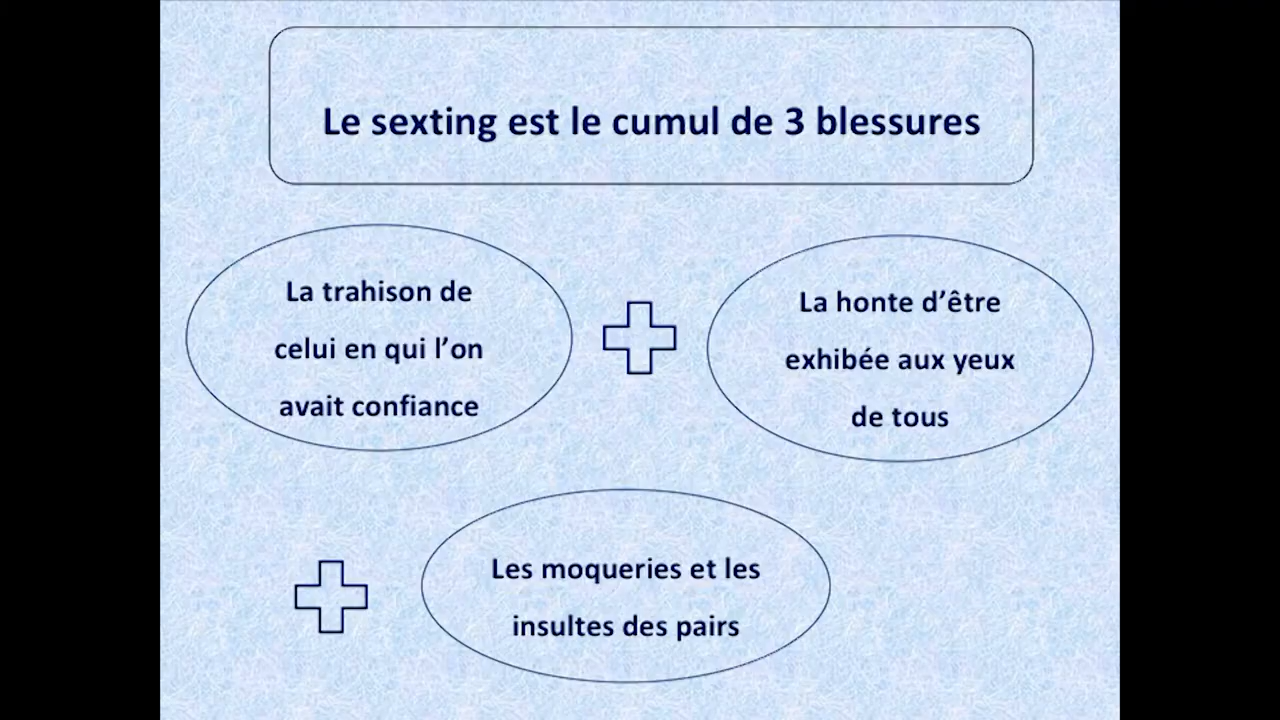 Le sexting est le cumul de 3 blessures
La trahison de
celui en qui l’on
avait confiance
La honte d’être
exhibée aux yeux
de tous
Les moqueries et les
insultes des pairs